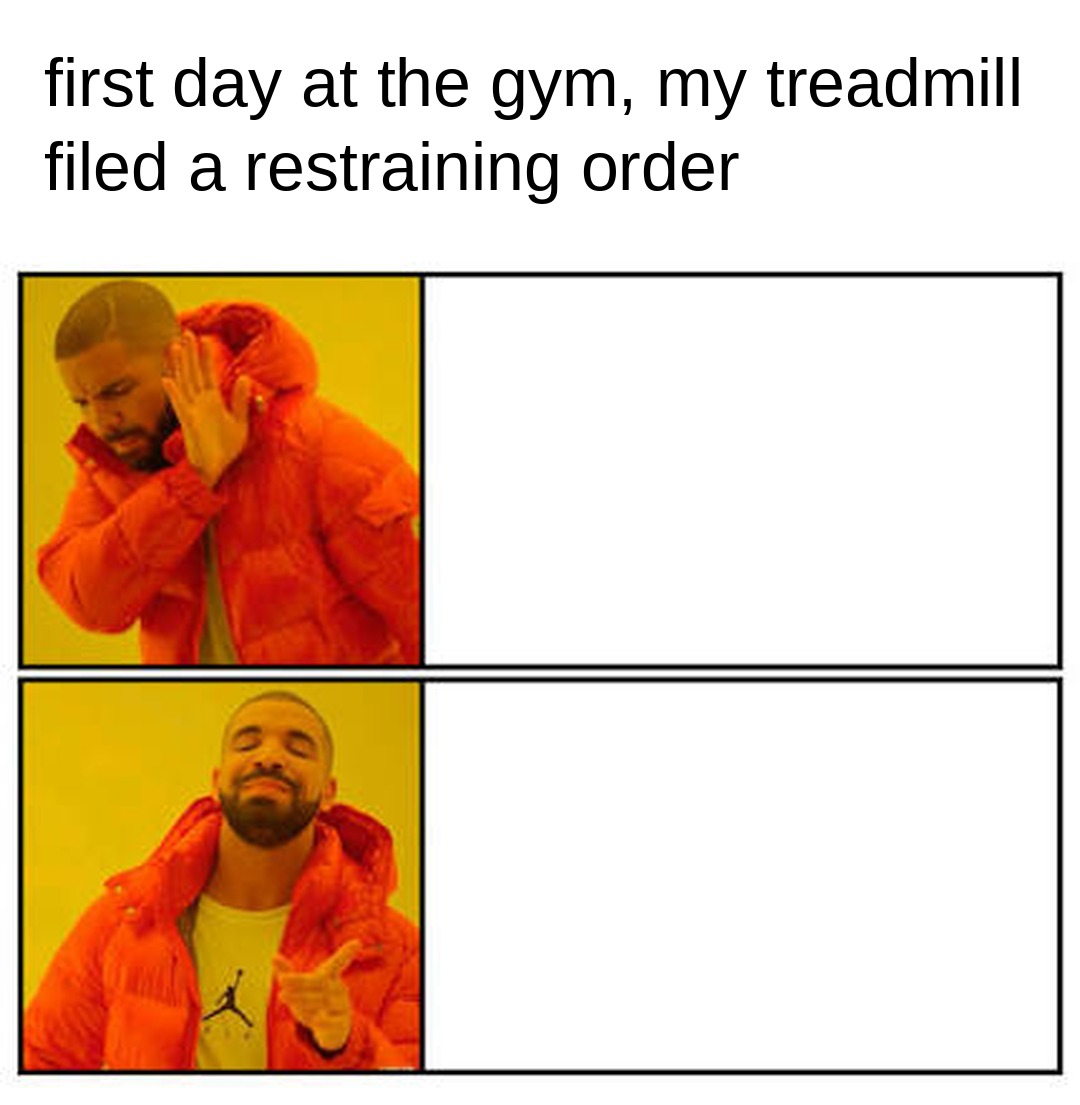 first day at the gym, my treadmill
filed a restraining order